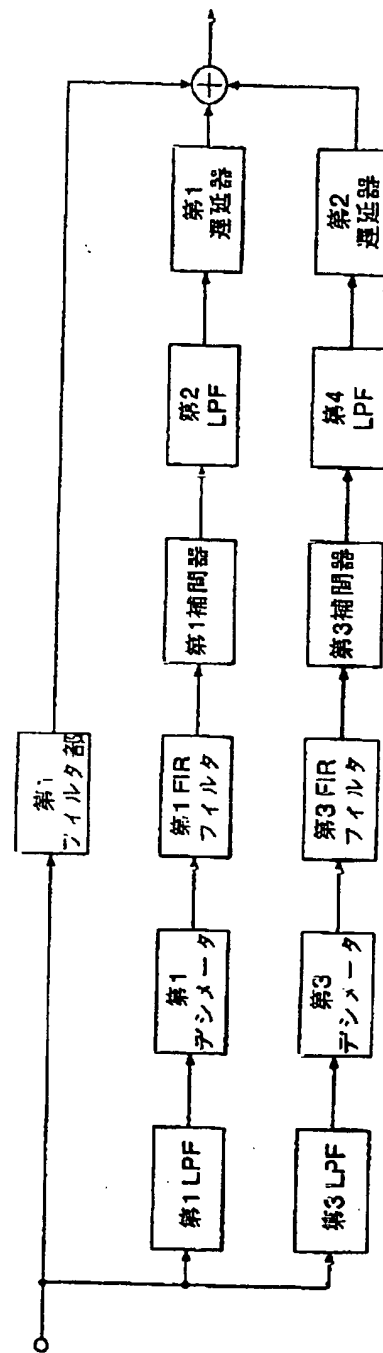 第1
フィルタ部
第1 LPF
第1
デシメータ
第1 FIR
フィルタ
第1補間器
第2
LPF
第1
遅延器
第3 LPF
第3
デシメータ
第3 FIR
フィルタ
第3補間器
第4
LPF
第2
遅延器